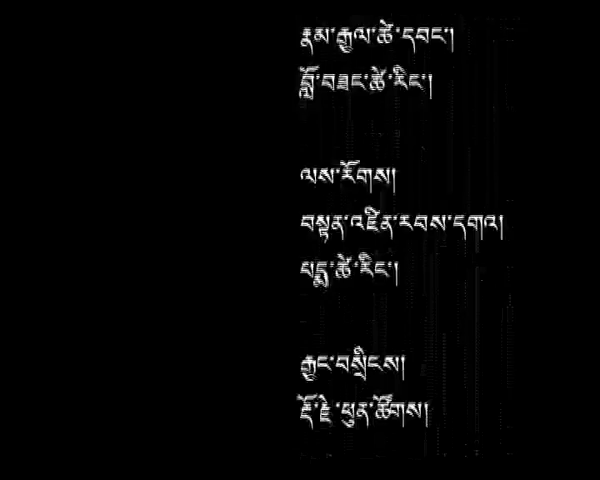 རྣམ་རྒྱལ་ཚེ་དབང་།
བློ་བཟང་ཚེ་རིང་།
ལས་རོགས།
བསྟན་འཛིན་རབས་དགའ།
པདྨ་ཚེ་རིང་།
རྒྱང་བསྲིངས།
རྡོ་རྗེ་ཕུན་ཚོགས།